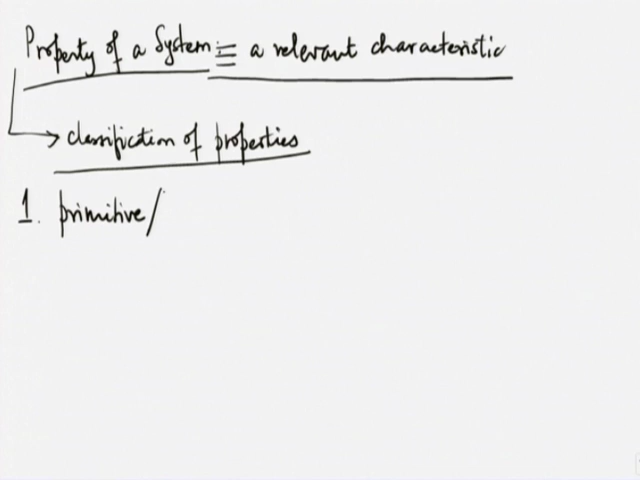 Property of a System ≡ a relevant characteristic
classification of properties
1. primitive/